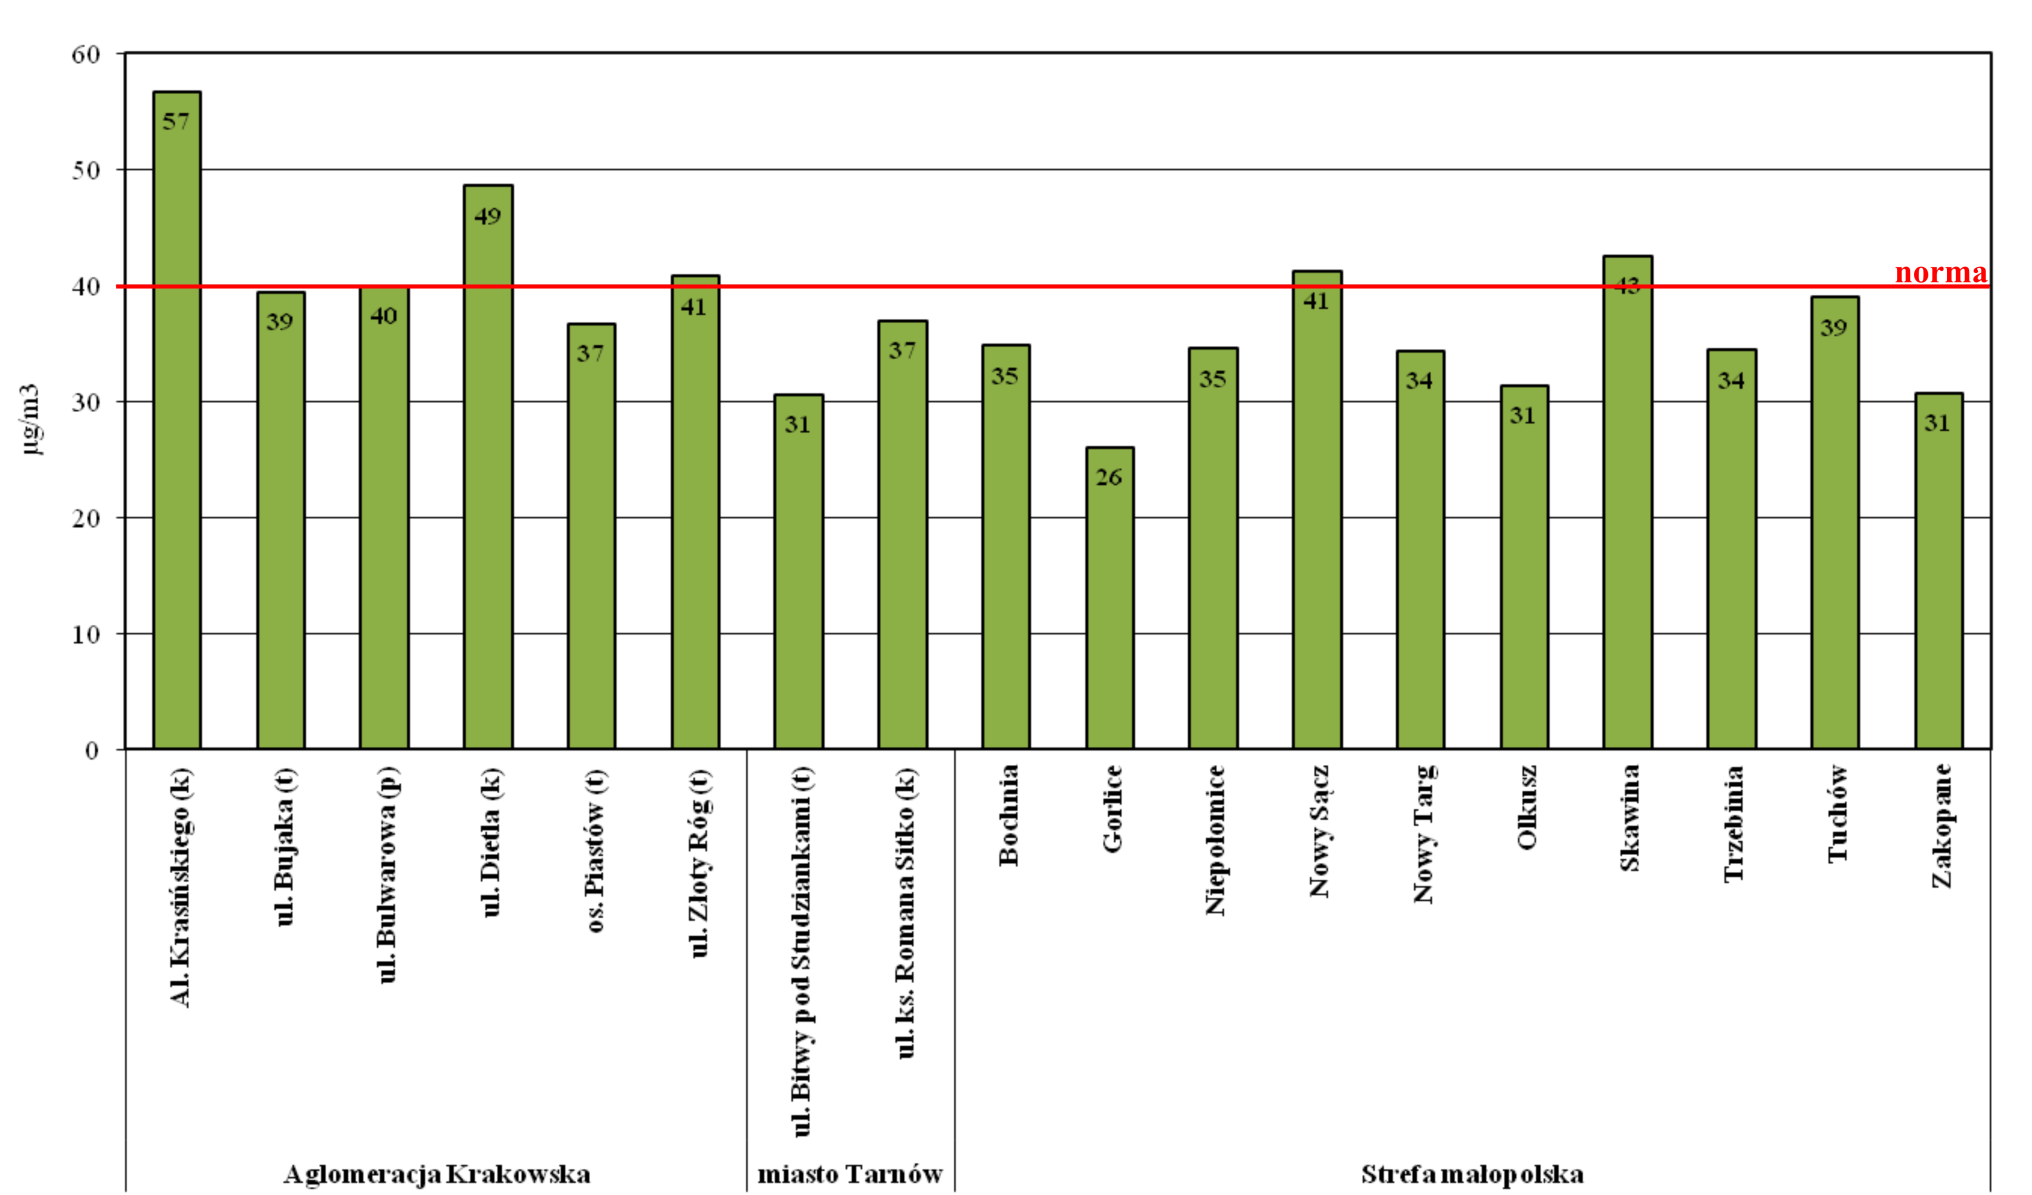 60
50
40
30
20
10
0
µg/m3
norma
57
39
40
49
37
41
31
37
35
26
35
41
34
31
43
34
39
31
Al. Krasińskiego (k)
ul. Bujaka (t)
ul. Bulwarowa (p)
ul. Dietla (k)
os. Piastów (t)
ul. Złoty Róg (t)
ul. Bitwy pod Studziankami (t)
ul. ks. Romana Sitko (k)
Bochnia
Gorlice
Niepołomice
Nowy Sącz
Nowy Targ
Olkusz
Skawina
Trzebinia
Tuchów
Zakopane
Aglomeracja Krakowska
miasto Tarnów
Strefa małopolska